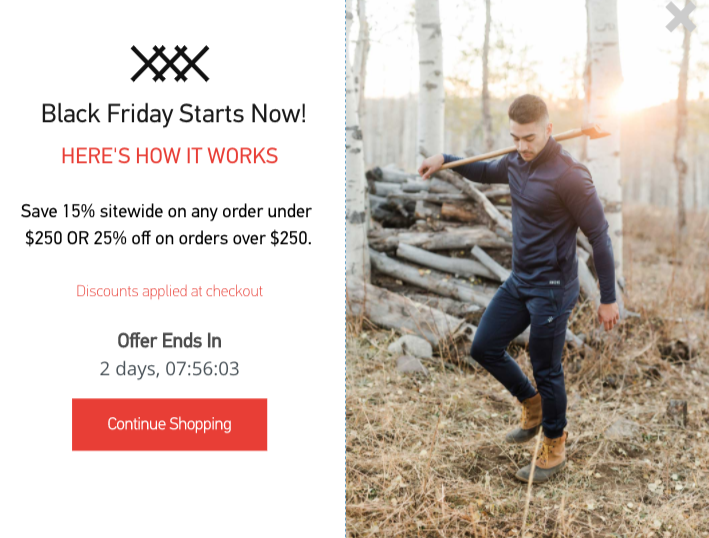 Black Friday Starts Now!
HERE'S HOW IT WORKS
Save 15% sitewide on any order under
$250 OR 25% off on orders over $250.
Discounts applied at checkout
Offer Ends In
2 days, 07:56:03
Continue Shopping